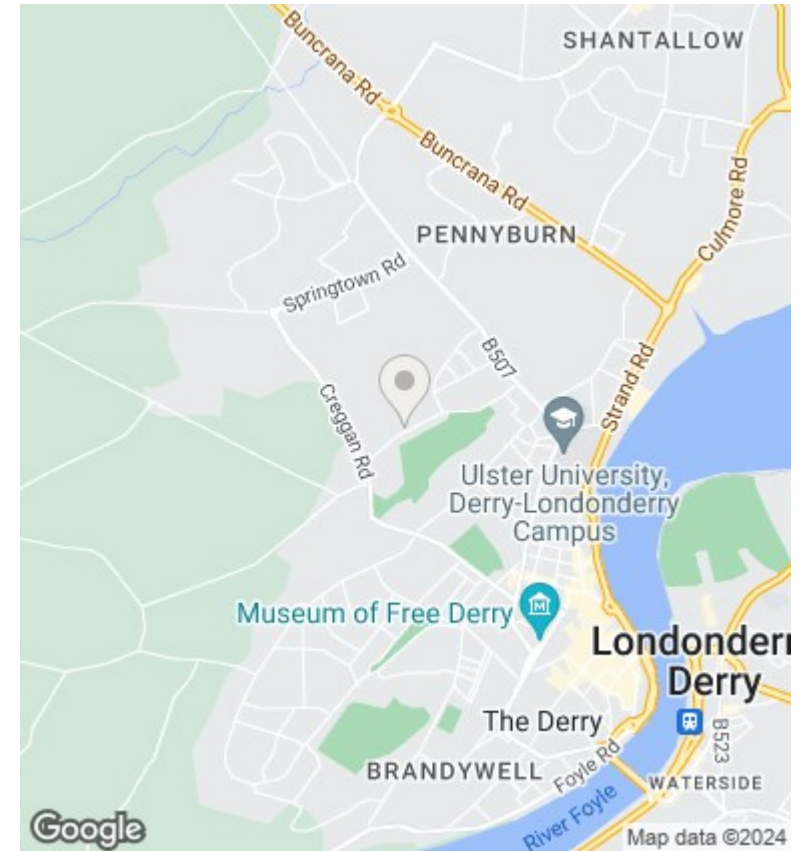 SHANTALLOW
Buncrana Rd
Buncrana Rd
Culmore Rd
PENNYBURN
Springtown Rd
B507
Strand Rd
Creggan Rd
Ulster University,
Derry-Londonderry
Campus
Museum of Free Derry
M
Londonderr
Derry
The Derry
B523
Foyle Rd
BRANDYWELL
WATERSIDE
River Foyle
Google
Map data ©2024